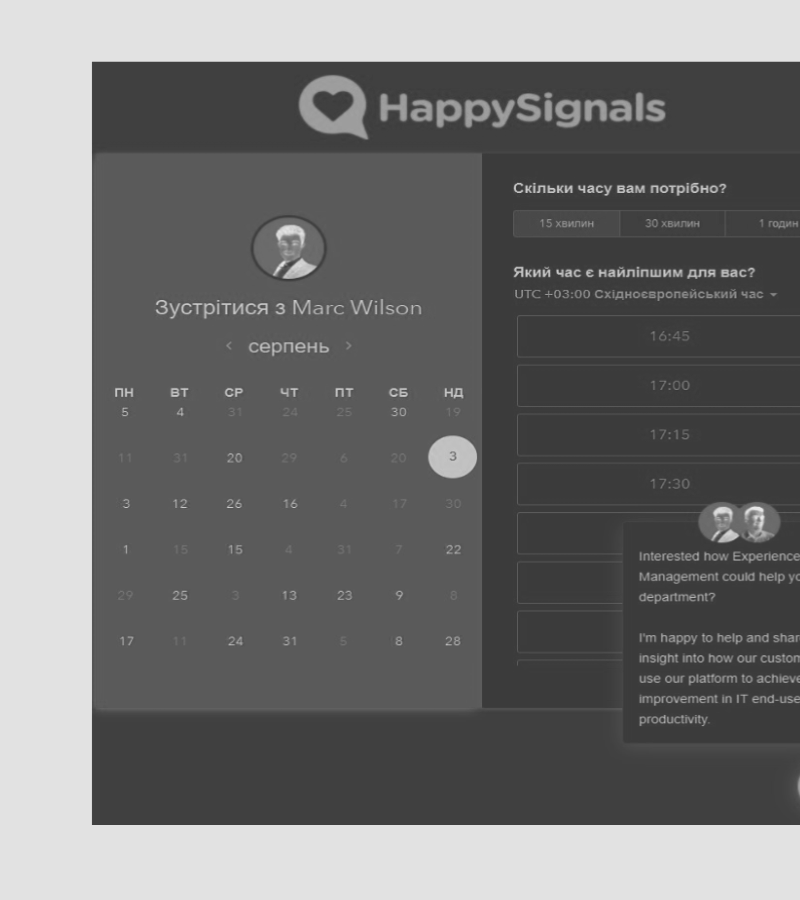 HappySignals
Зустрітися з Marc Wilson
серпень
ПН ВТ СР ЧТ ПТ СБ НД
5 4 31 24 25 30 19
11 31 20 29 6 20 3
3 12 26 16 4 17 30
1 15 15 4 31 7 22
29 25 3 13 23 9 8
17 11 24 31 5 8 28
Скільки часу вам потрібно?
15 хвилин 30 хвилин 1 годин
Який час є найліпшим для вас?
UTC +03:00 Східноєвропейський час
16:45
17:00
17:15
17:30
Interested how Experience
Management could help yo
department?
I'm happy to help and shar
insight into how our custom
use our platform to achieve
improvement in IT end-use
productivity.